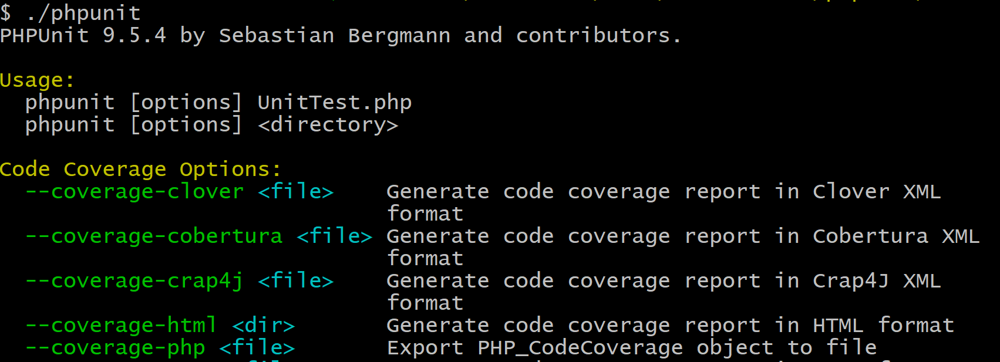 $ ./phpunit
PHPUnit 9.5.4 by Sebastian Bergmann and contributors.
Usage:
phpunit [options] UnitTest.php
phpunit [options] <directory>
Code Coverage Options:
--coverage-clover <file> Generate code coverage report in Clover XML
format
--coverage-cobertura <file> Generate code coverage report in Cobertura XML
format
--coverage-crap4j <file> Generate code coverage report in Crap4J XML
format
--coverage-html <dir> Generate code coverage report in HTML format
--coverage-php <file> Export PHP_CodeCoverage object to file